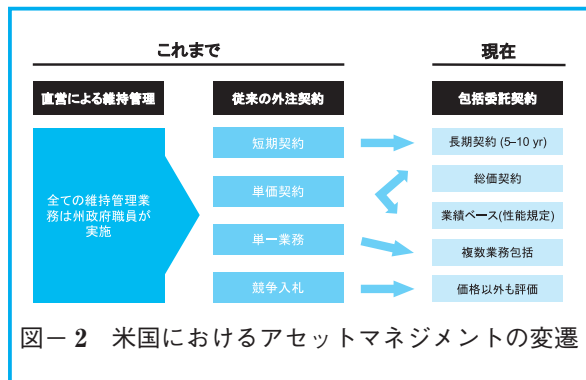 これまで
現在
直営による維持管理
従来の外注契約
包括委託契約
全ての維持管理業
務は州政府職員が
実施
短期契約
単価契約
単一業務
競争入札
長期契約 (5–10 yr)
総価契約
業績ベース(性能規定)
複数業務包括
価格以外も評価
図－2　米国におけるアセットマネジメントの変遷